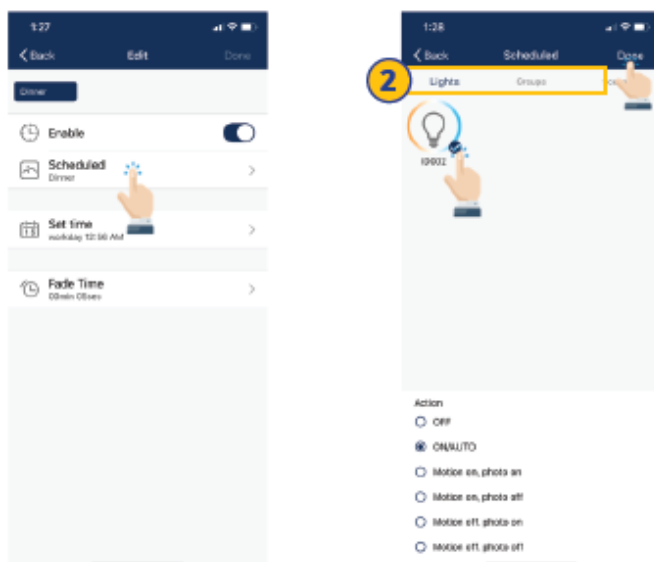 1:27
Back Edit Done
Dinner
Enable
Scheduled
Dinner
Set time
workday 12:56 AM
Fade Time
00min 05sec
1:28
Back Scheduled Done
2
Lights Groups
Action
OFF
ON/AUTO
Motion on, photo on
Motion on, photo off
Motion off, photo on
Motion off, photo off